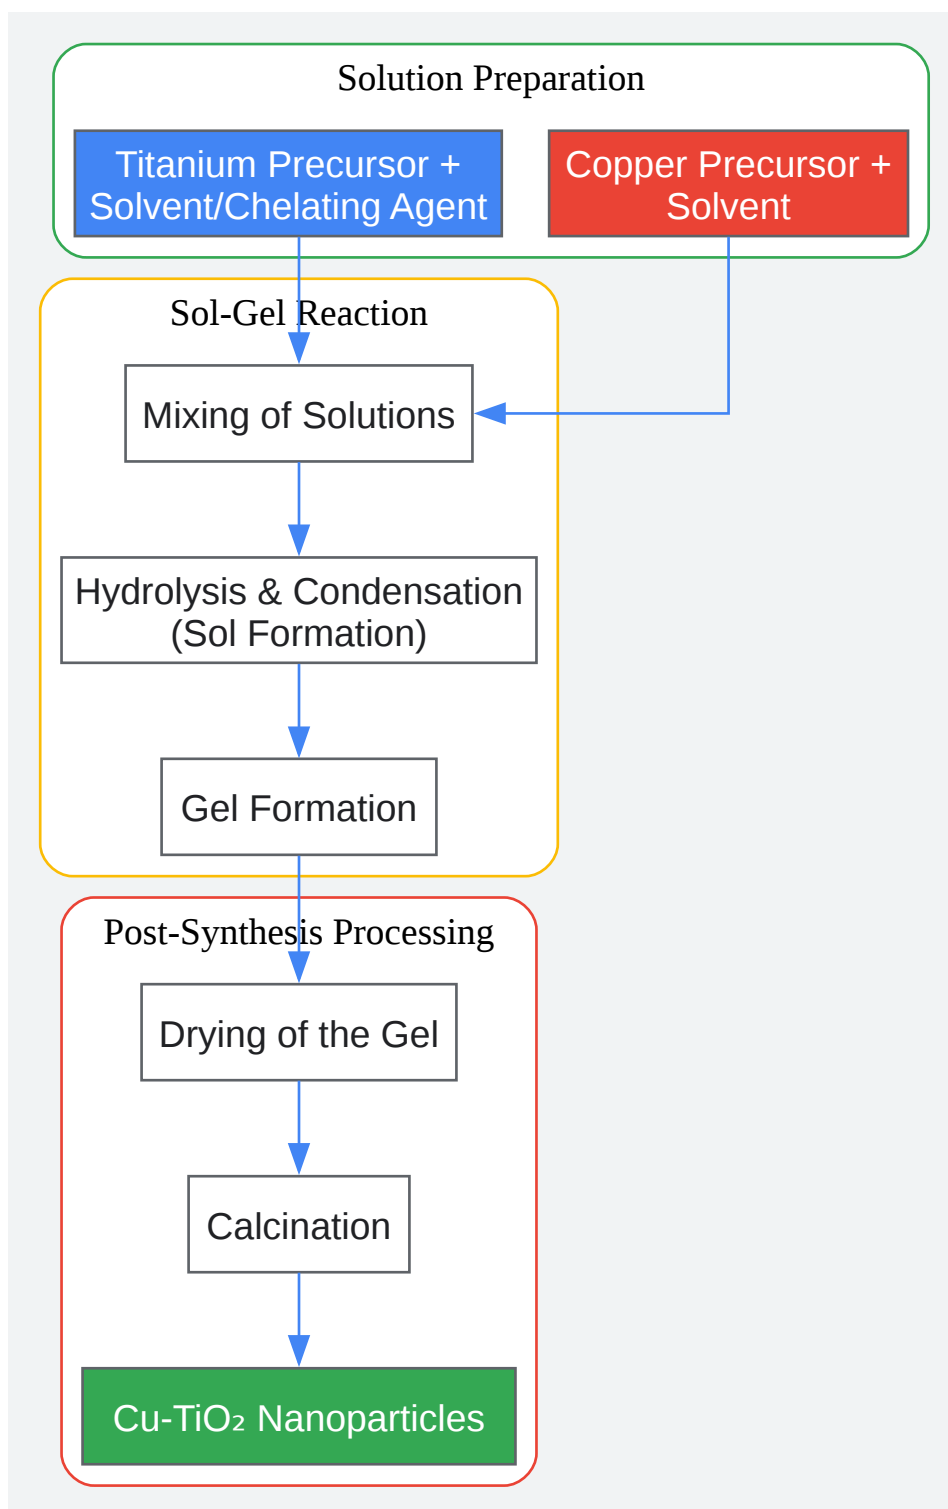 Solution Preparation
Titanium Precursor +
Solvent/Chelating Agent
Copper Precursor +
Solvent
Sol-Gel Reaction
Mixing of Solutions
Hydrolysis & Condensation
(Sol Formation)
Gel Formation
Post-Synthesis Processing
Drying of the Gel
Calcination
Cu-TiO₂ Nanoparticles